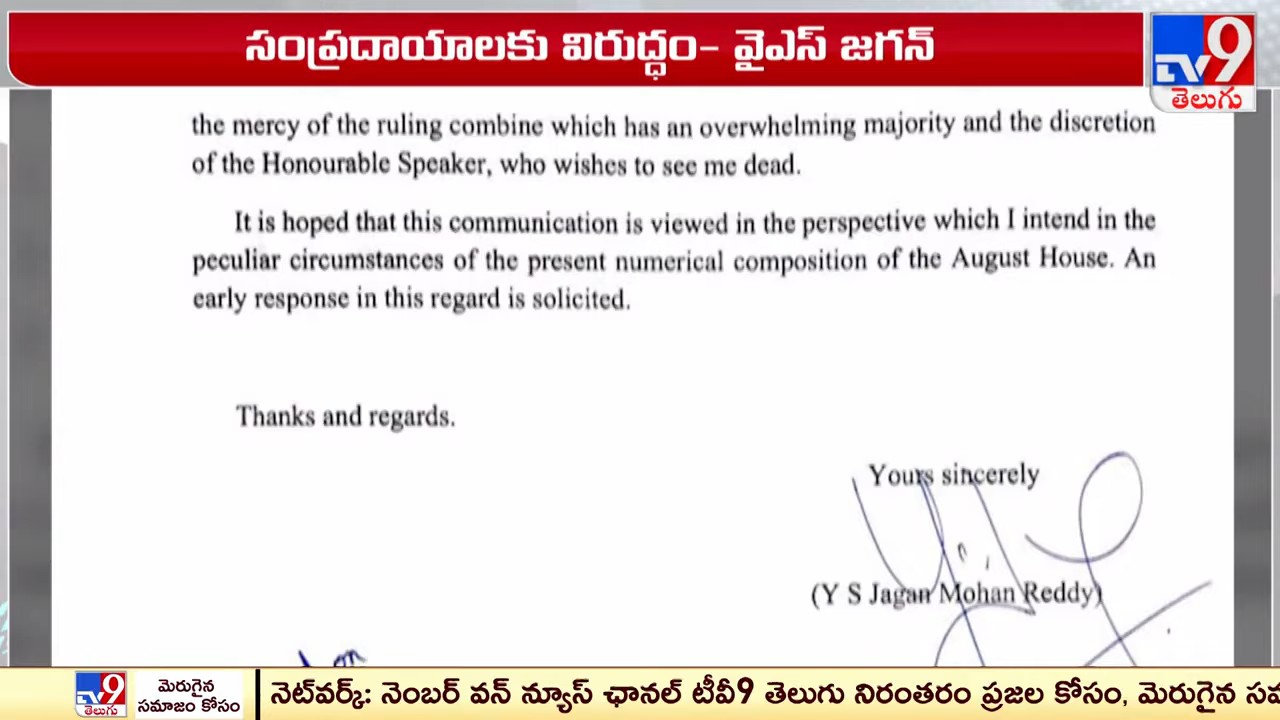 సంప్రదాయాలకు విరుద్ధం- వైఎస్ జగన్
TV9
తెలుగు
the mercy of the ruling combine which has an overwhelming majority and the discretion
of the Honourable Speaker, who wishes to see me dead.
It is hoped that this communication is viewed in the perspective which I intend in the
peculiar circumstances of the present numerical composition of the August House. An
early response in this regard is solicited.
Thanks and regards.
Yours sincerely
(Y S Jagan Mohan Reddy)
TV9
తెలుగు
మెరుగైన
సమాజం కోసం
నెట్‌వర్క్: నెంబర్ వన్ న్యూస్ ఛానల్ టీవీ9 తెలుగు నిరంతరం ప్రజల కోసం, మెరుగైన